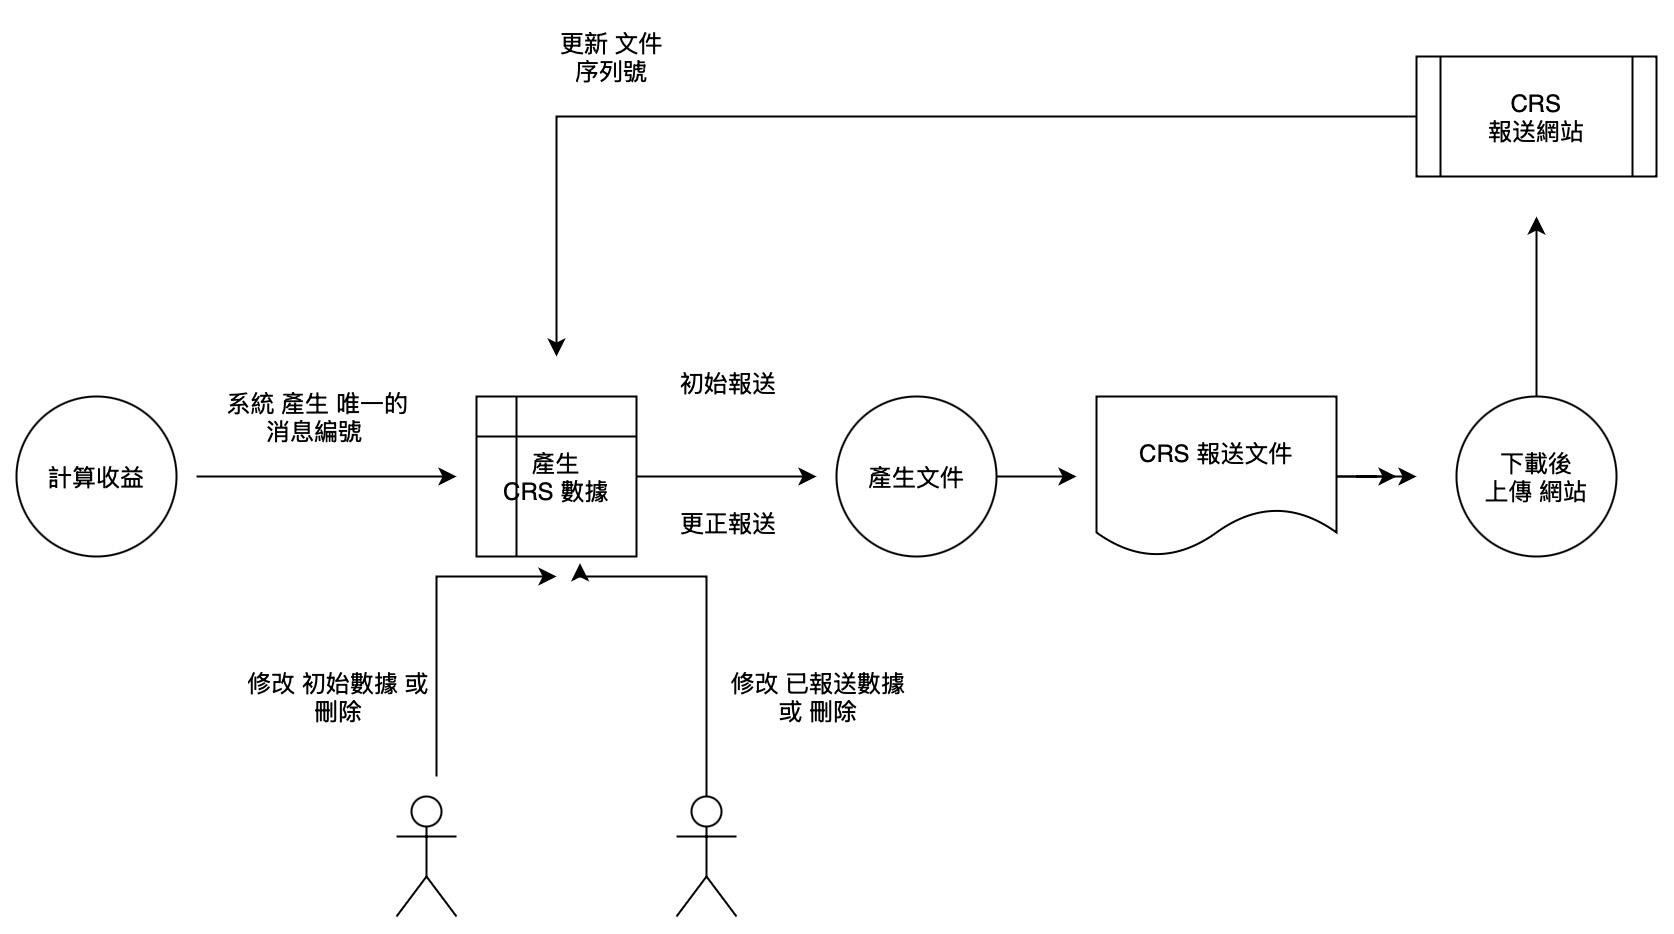 更新 文件
序列號
CRS
報送網站
系統 產生 唯一的
消息編號
初始報送
計算收益
產生
CRS 數據
產生文件
CRS 報送文件
下載後
上傳 網站
更正報送
修改 初始數據 或
刪除
修改 已報送數據
或 刪除